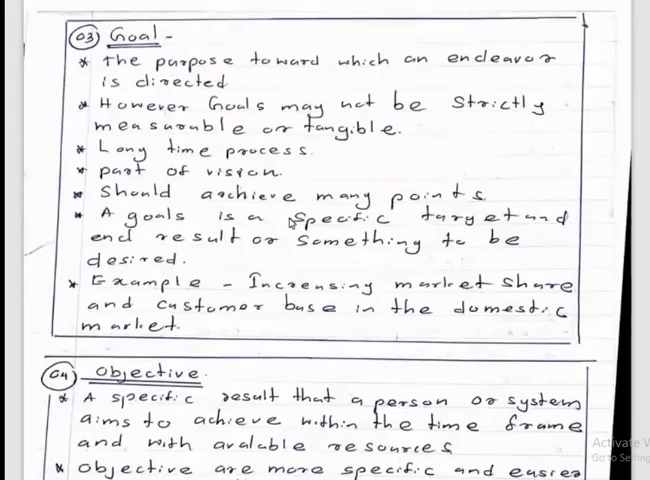 03 Goal -
* the purpose toward which an endeavor
is directed
* However Goals may not be strictly
measurable or tangible.
* Long time process.
* part of vision.
* Should archieve many points
* A goals is a specific target and
end result or something to be
desired.
* Example - Increasing market share
and customer base in the domestic
market.
04 Objective.
* A specific result that a person or system
aims to achieve within the time frame
and with avalable resources
* objective are more specific and easier
Activate W
Go to Setting